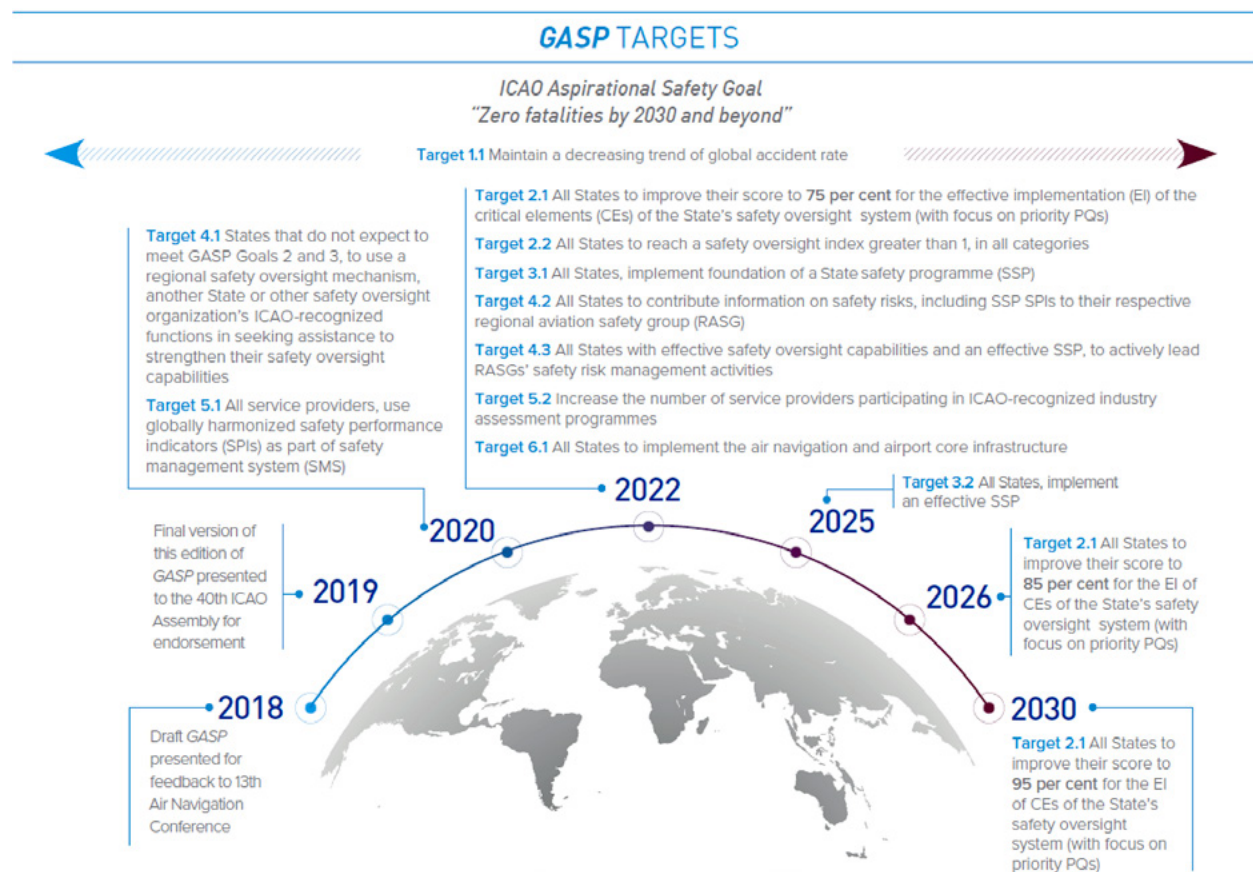 GASP TARGETS
ICAO Aspirational Safety Goal
“Zero fatalities by 2030 and beyond”
Target 1.1 Maintain a decreasing trend of global accident rate
Target 4.1 States that do not expect to
meet GASP Goals 2 and 3, to use a
regional safety oversight mechanism,
another State or other safety oversight
organization’s ICAO-recognized
functions in seeking assistance to
strengthen their safety oversight
capabilities
Target 5.1 All service providers, use
globally harmonized safety performance
indicators (SPIs) as part of safety
management system (SMS)
Target 2.1 All States to improve their score to 75 per cent for the effective implementation (EI) of the
critical elements (CEs) of the State’s safety oversight system (with focus on priority PQs)
Target 2.2 All States to reach a safety oversight index greater than 1, in all categories
Target 3.1 All States, implement foundation of a State safety programme (SSP)
Target 4.2 All States to contribute information on safety risks, including SSP SPIs to their respective
regional aviation safety group (RASG)
Target 4.3 All States with effective safety oversight capabilities and an effective SSP, to actively lead
RASGs’ safety risk management activities
Target 5.2 Increase the number of service providers participating in ICAO-recognized industry
assessment programmes
Target 6.1 All States to implement the air navigation and airport core infrastructure
2022
Target 3.2 All States, implement
an effective SSP
2025
2020
Final version of
this edition of
GASP presented
to the 40th ICAO
Assembly for
endorsement
2019
2026
Target 2.1 All States to
improve their score to
85 per cent for the EI of
CEs of the State’s safety
oversight system (with
focus on priority PQs)
2018
Draft GASP
presented for
feedback to 13th
Air Navigation
Conference
2030
Target 2.1 All States to
improve their score to
95 per cent for the EI
of CEs of the State’s
safety oversight
system (with focus on
priority PQs)